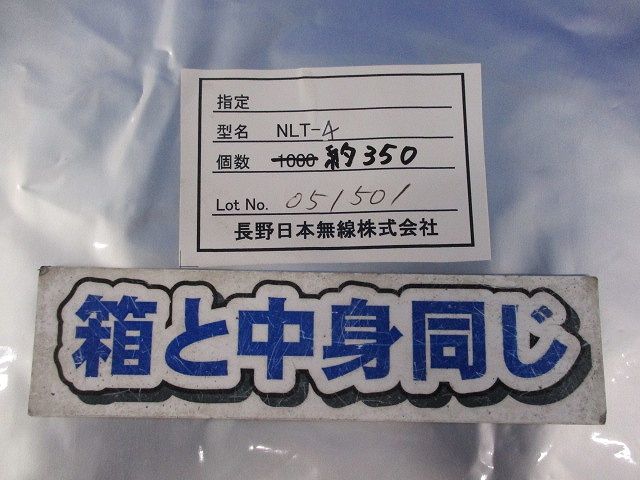 指定
型名 NLT-4
個数 1000 約350
Lot No. 051501
長野日本無線株式会社
箱と中身同じ